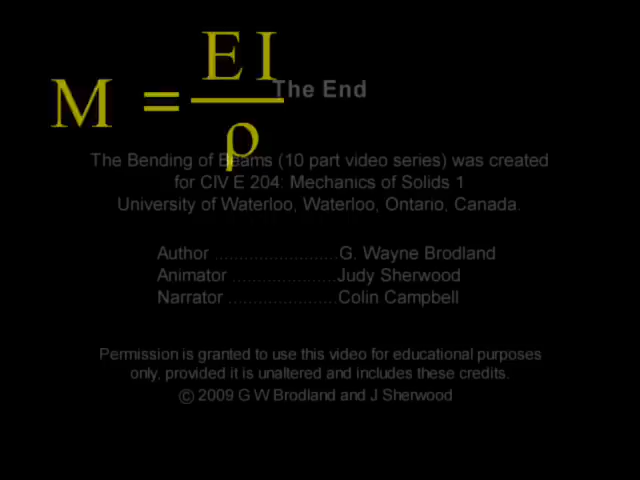 M = E I / ρ
The End
The Bending of Beams (10 part video series) was created
for CIV E 204: Mechanics of Solids 1
University of Waterloo, Waterloo, Ontario, Canada.
Author ........................G. Wayne Brodland
Animator .....................Judy Sherwood
Narrator ......................Colin Campbell
Permission is granted to use this video for educational purposes
only, provided it is unaltered and includes these credits.
© 2009 G W Brodland and J Sherwood